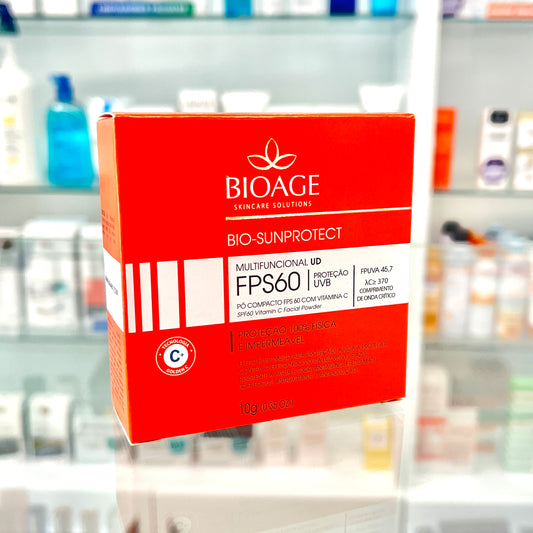 BIOAGE
SKINCARE SOLUTIONS
BIO-SUNPROTECT
MULTIFUNCIONAL UD
FPS60
PROTEÇÃO
UVB
PÓ COMPACTO FPS 60 COM VITAMINA C
SPF60 Vitamin C Facial Powder
FPUVA 45,7
λC≥ 370
COMPRIMENTO
DE ONDA CRÍTICO
PROTEÇÃO 100% FÍSICA
E IMPERMEÁVEL
TECNOLOGIA
C+
GOLDEN C
10g (0.35 OZ.)